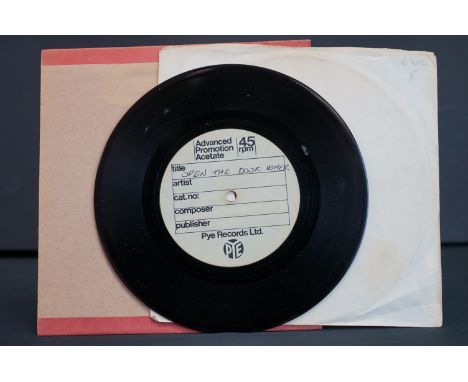 GUC
Advanced 45
Promotion rpm
Acetate
title OPEN THE DOOR HOMER
artist
cat.no:
composer
publisher
Pye Records Ltd.
PYE